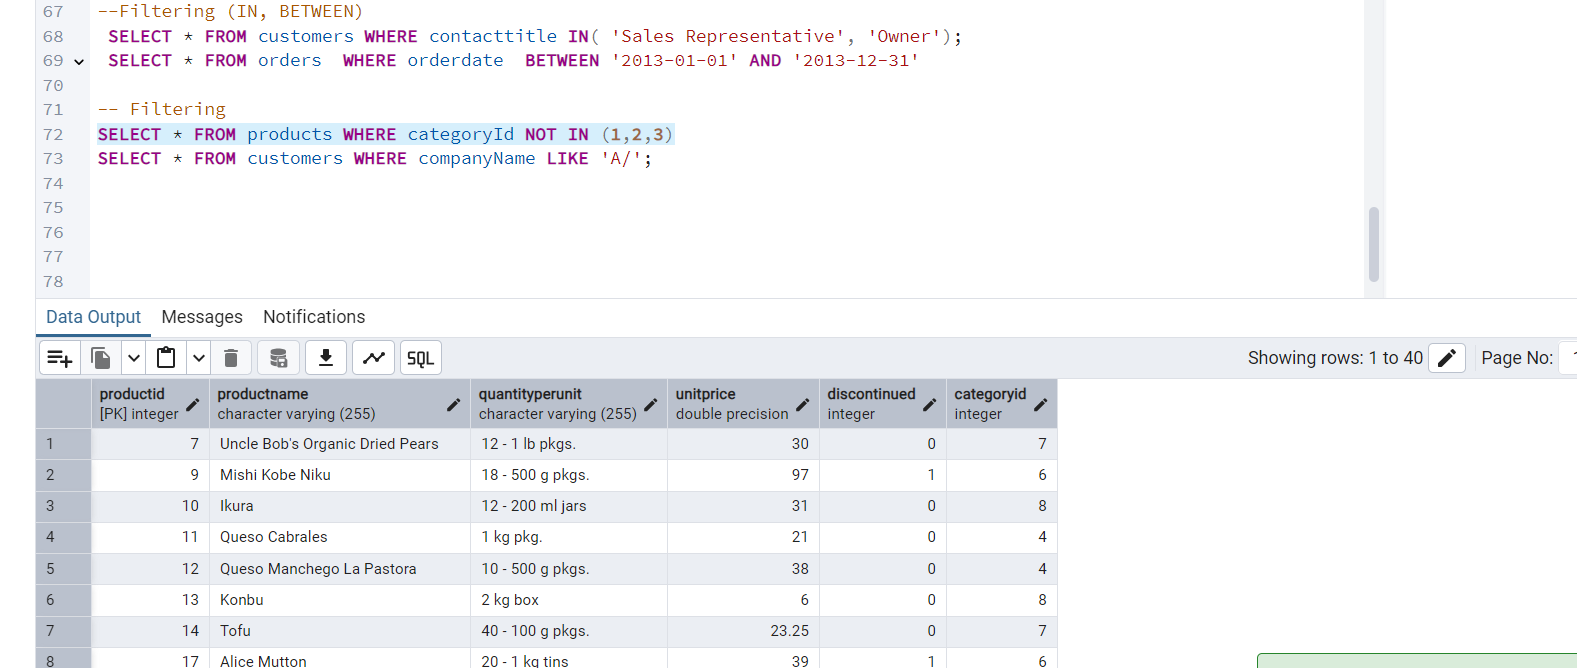 67 --Filtering (IN, BETWEEN)
68 SELECT * FROM customers WHERE contacttitle IN( 'Sales Representative', 'Owner');
69 SELECT * FROM orders  WHERE orderdate  BETWEEN '2013-01-01' AND '2013-12-31'
70
71 -- Filtering
72 SELECT * FROM products WHERE categoryId NOT IN (1,2,3)
73 SELECT * FROM customers WHERE companyName LIKE 'A/';
74
75
76
77
78
Data Output Messages Notifications
SQL Showing rows: 1 to 40 Page No:
productid productname quantityperunit unitprice discontinued categoryid
[PK] integer character varying (255) character varying (255) double precision integer integer
1 7 Uncle Bob's Organic Dried Pears 12 - 1 lb pkgs. 30 0 7
2 9 Mishi Kobe Niku 18 - 500 g pkgs. 97 1 6
3 10 Ikura 12 - 200 ml jars 31 0 8
4 11 Queso Cabrales 1 kg pkg. 21 0 4
5 12 Queso Manchego La Pastora 10 - 500 g pkgs. 38 0 4
6 13 Konbu 2 kg box 6 0 8
7 14 Tofu 40 - 100 g pkgs. 23.25 0 7
8 17 Alice Mutton 20 - 1 kg tins 39 1 6